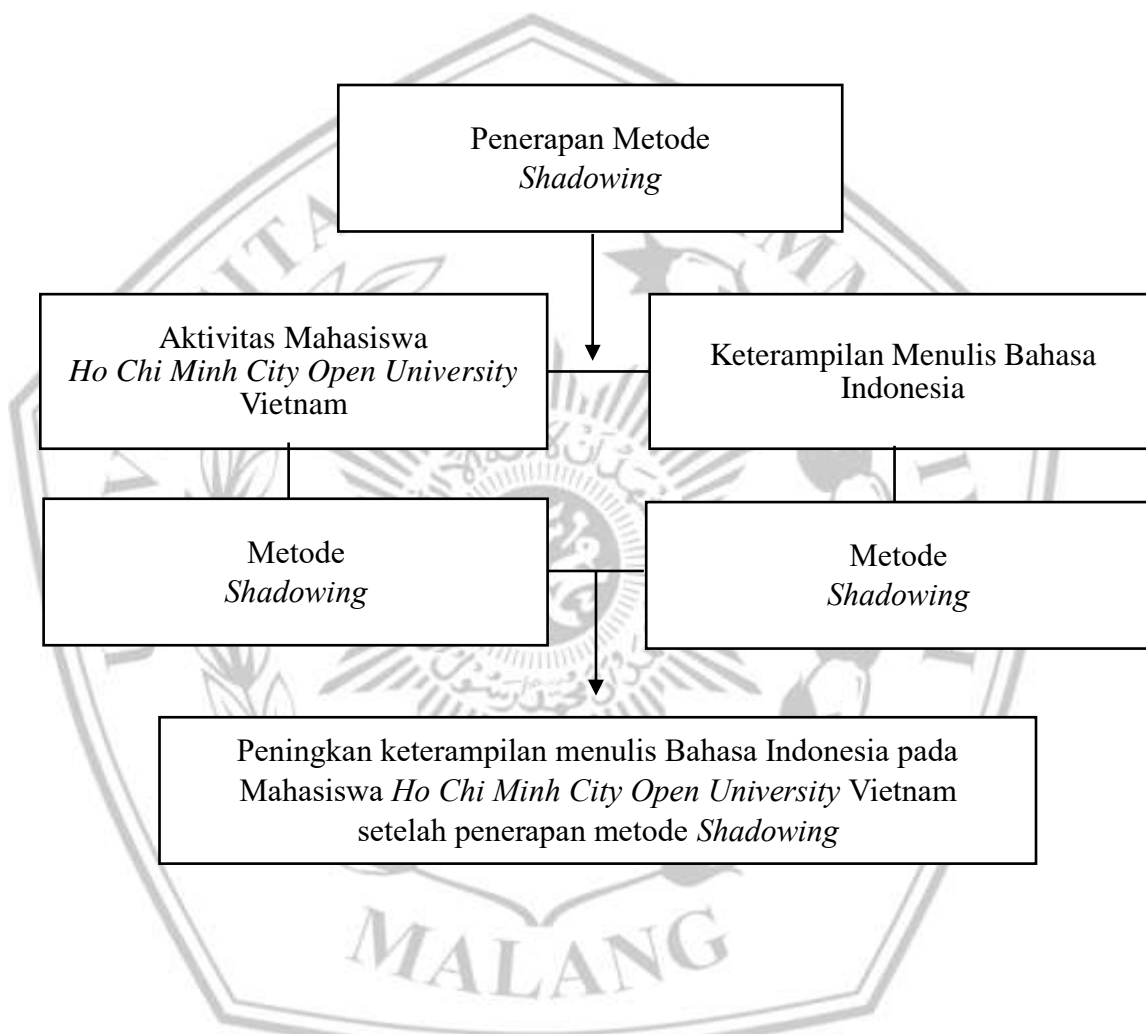 Penerapan Metode
Shadowing
Aktivitas Mahasiswa
Ho Chi Minh City Open University
Vietnam
Keterampilan Menulis Bahasa
Indonesia
Metode
Shadowing
Metode
Shadowing
Peningkan keterampilan menulis Bahasa Indonesia pada
Mahasiswa Ho Chi Minh City Open University Vietnam
setelah penerapan metode Shadowing
MALANG